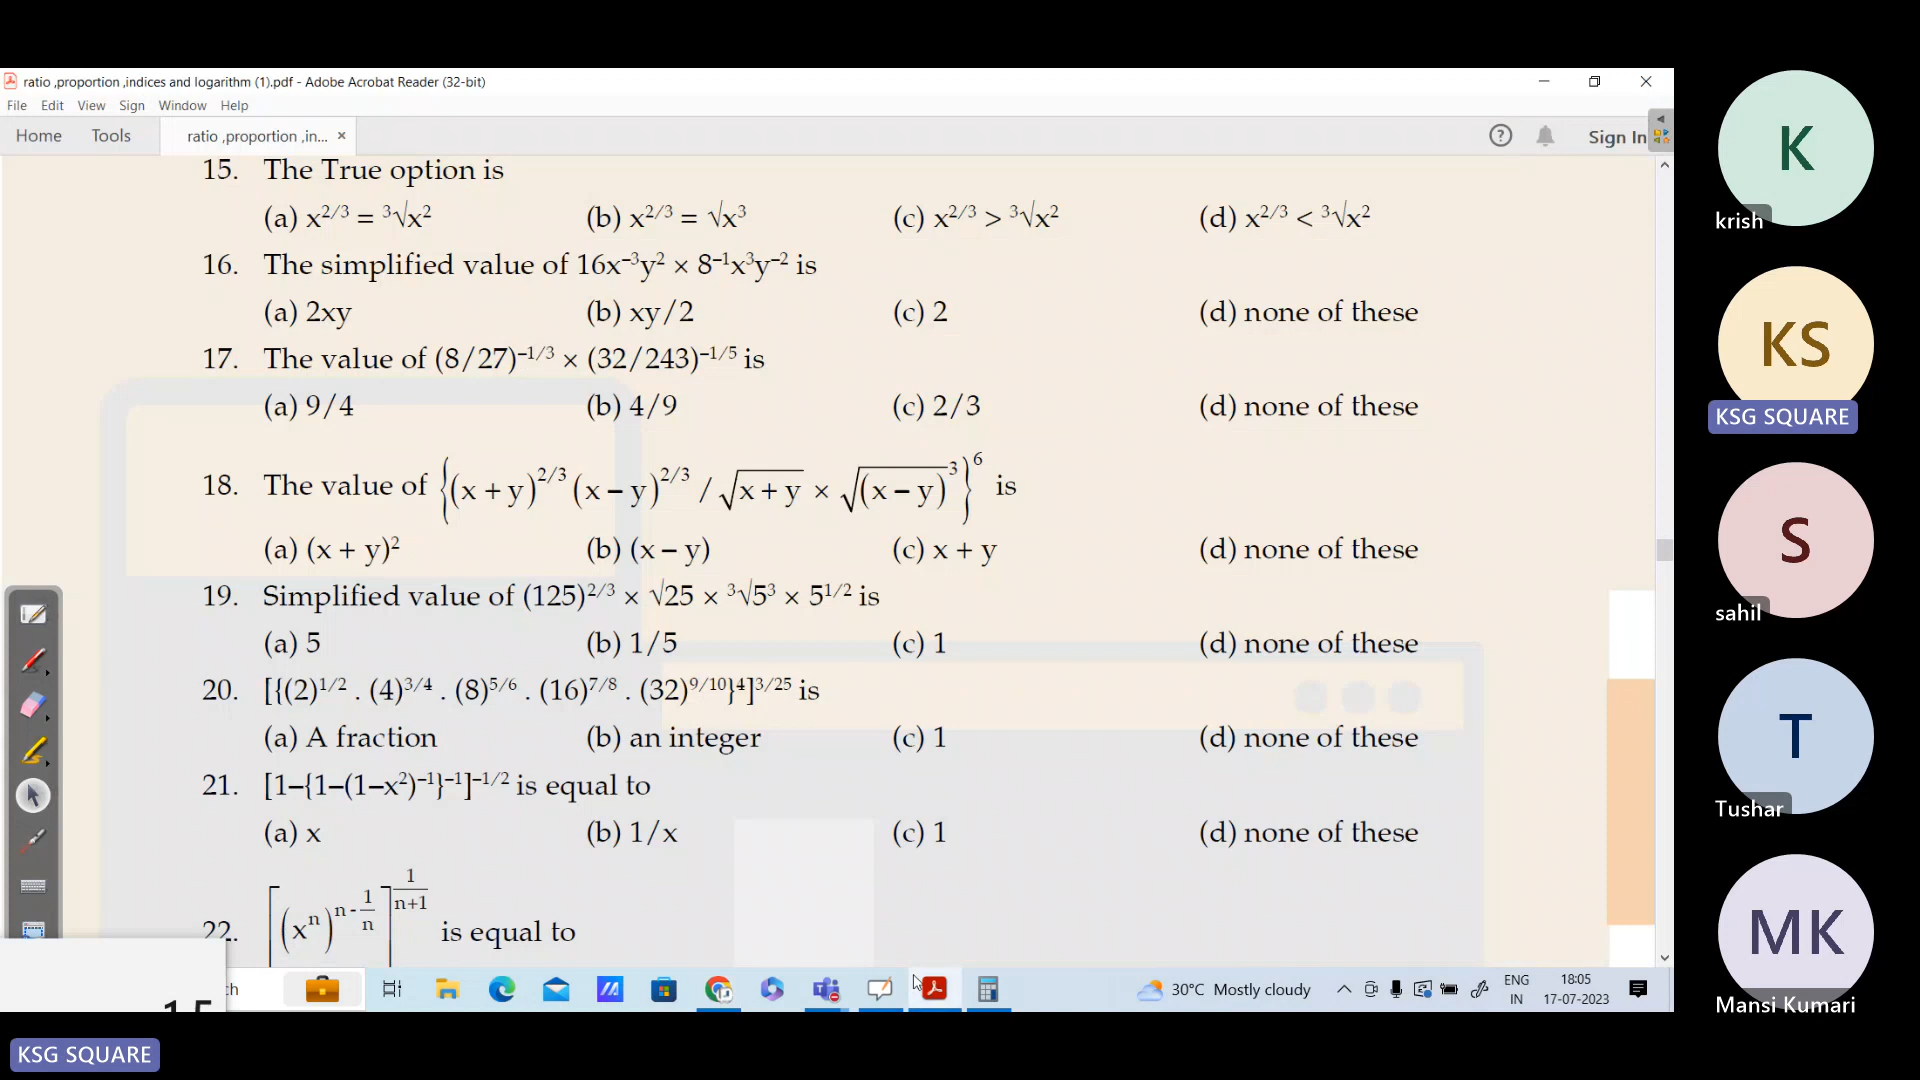 ratio ,proportion ,indices and logarithm (1).pdf - Adobe Acrobat Reader (32-bit)
File Edit View Sign Window Help
Home Tools ratio ,proportion ,in... × Sign In
15. The True option is
(a) x^{2/3} = ³√x² (b) x^{2/3} = √x³ (c) x^{2/3} > ³√x² (d) x^{2/3} < ³√x²
16. The simplified value of 16x⁻³y² × 8⁻¹x³y⁻² is
(a) 2xy (b) xy/2 (c) 2 (d) none of these
17. The value of (8/27)^{–1/3} × (32/243)^{–1/5} is
(a) 9/4 (b) 4/9 (c) 2/3 (d) none of these
18. The value of {(x + y)^{2/3} (x – y)^{2/3} / √x + y × √(x – y)^3}^6 is
(a) (x + y)² (b) (x – y) (c) x + y (d) none of these
19. Simplified value of (125)^{2/3} × √25 × ³√5³ × 5^{1/2} is
(a) 5 (b) 1/5 (c) 1 (d) none of these
20. [{(2)^{1/2} . (4)^{3/4} . (8)^{5/6} . (16)^{7/8} . (32)^{9/10}}⁴]^{3/25} is
(a) A fraction (b) an integer (c) 1 (d) none of these
21. [1–{1–(1–x²)⁻¹}⁻¹]^{–1/2} is equal to
(a) x (b) 1/x (c) 1 (d) none of these
22. [(x^n)^{n - 1/n}]^{1/(n+1)} is equal to
30°C Mostly cloudy ENG IN 18:05 17-07-2023
KSG SQUARE
K
krish
KS
KSG SQUARE
S
sahil
T
Tushar
MK
Mansi Kumari